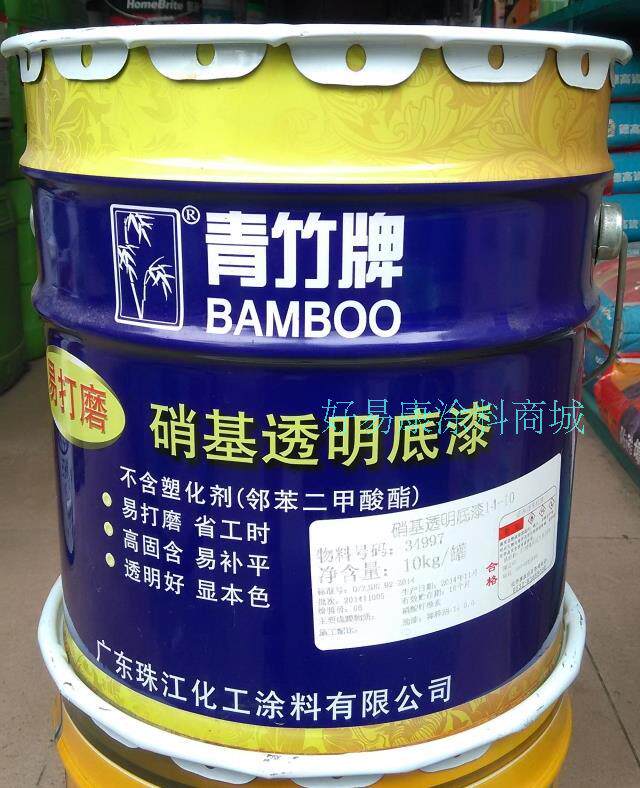 HomeBrite
®
青竹牌
BAMBOO
易打磨
硝基透明底漆
好易康涂料商城
不含塑化剂(邻苯二甲酸酯)
易打磨 省工时
高固含 易补平
透明好 显本色
硝基透明底漆
物料号码: 34997
净含量: 10kg/罐
合格
广东珠江化工涂料有限公司